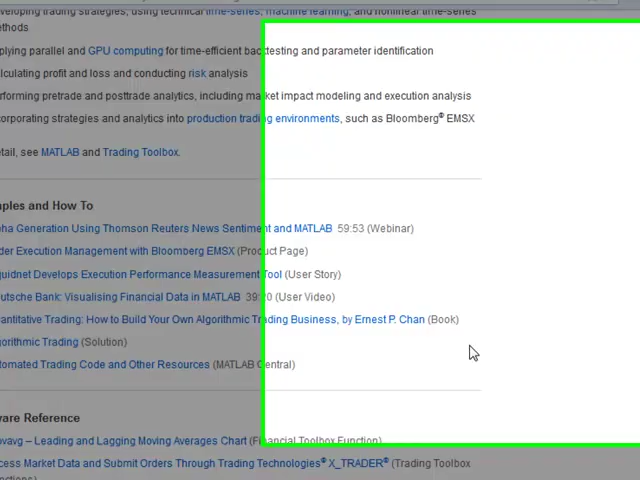 veloping trading strategies, using technical time-series, machine learning, and nonlinear time-series
ethods
plying parallel and GPU computing for time-efficient backtesting and parameter identification
lculating profit and loss and conducting risk analysis
rforming pretrade and posttrade analytics, including market impact modeling and execution analysis
corporating strategies and analytics into production trading environments, such as Bloomberg® EMSX
etail, see MATLAB and Trading Toolbox.
ples and How To
ha Generation Using Thomson Reuters News Sentiment and MATLAB 59:53 (Webinar)
der Execution Management with Bloomberg EMSX (Product Page)
quidnet Develops Execution Performance Measurement Tool (User Story)
utsche Bank: Visualising Financial Data in MATLAB 39:20 (User Video)
antitative Trading: How to Build Your Own Algorithmic Trading Business, by Ernest P. Chan (Book)
gorithmic Trading (Solution)
tomated Trading Code and Other Resources (MATLAB Central)
ware Reference
ovavg – Leading and Lagging Moving Averages Chart (Financial Toolbox Function)
cess Market Data and Submit Orders Through Trading Technologies® X_TRADER® (Trading Toolbox